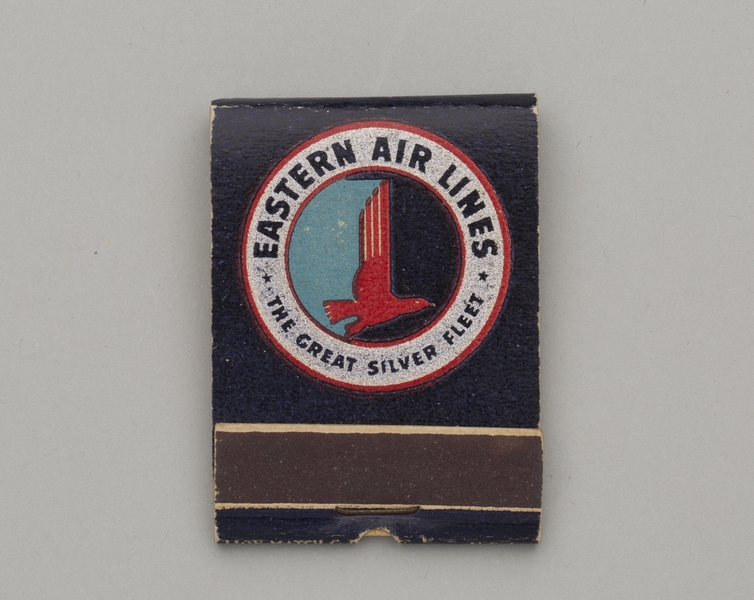 EASTERN AIR LINES
★ THE GREAT SILVER FLEET ★